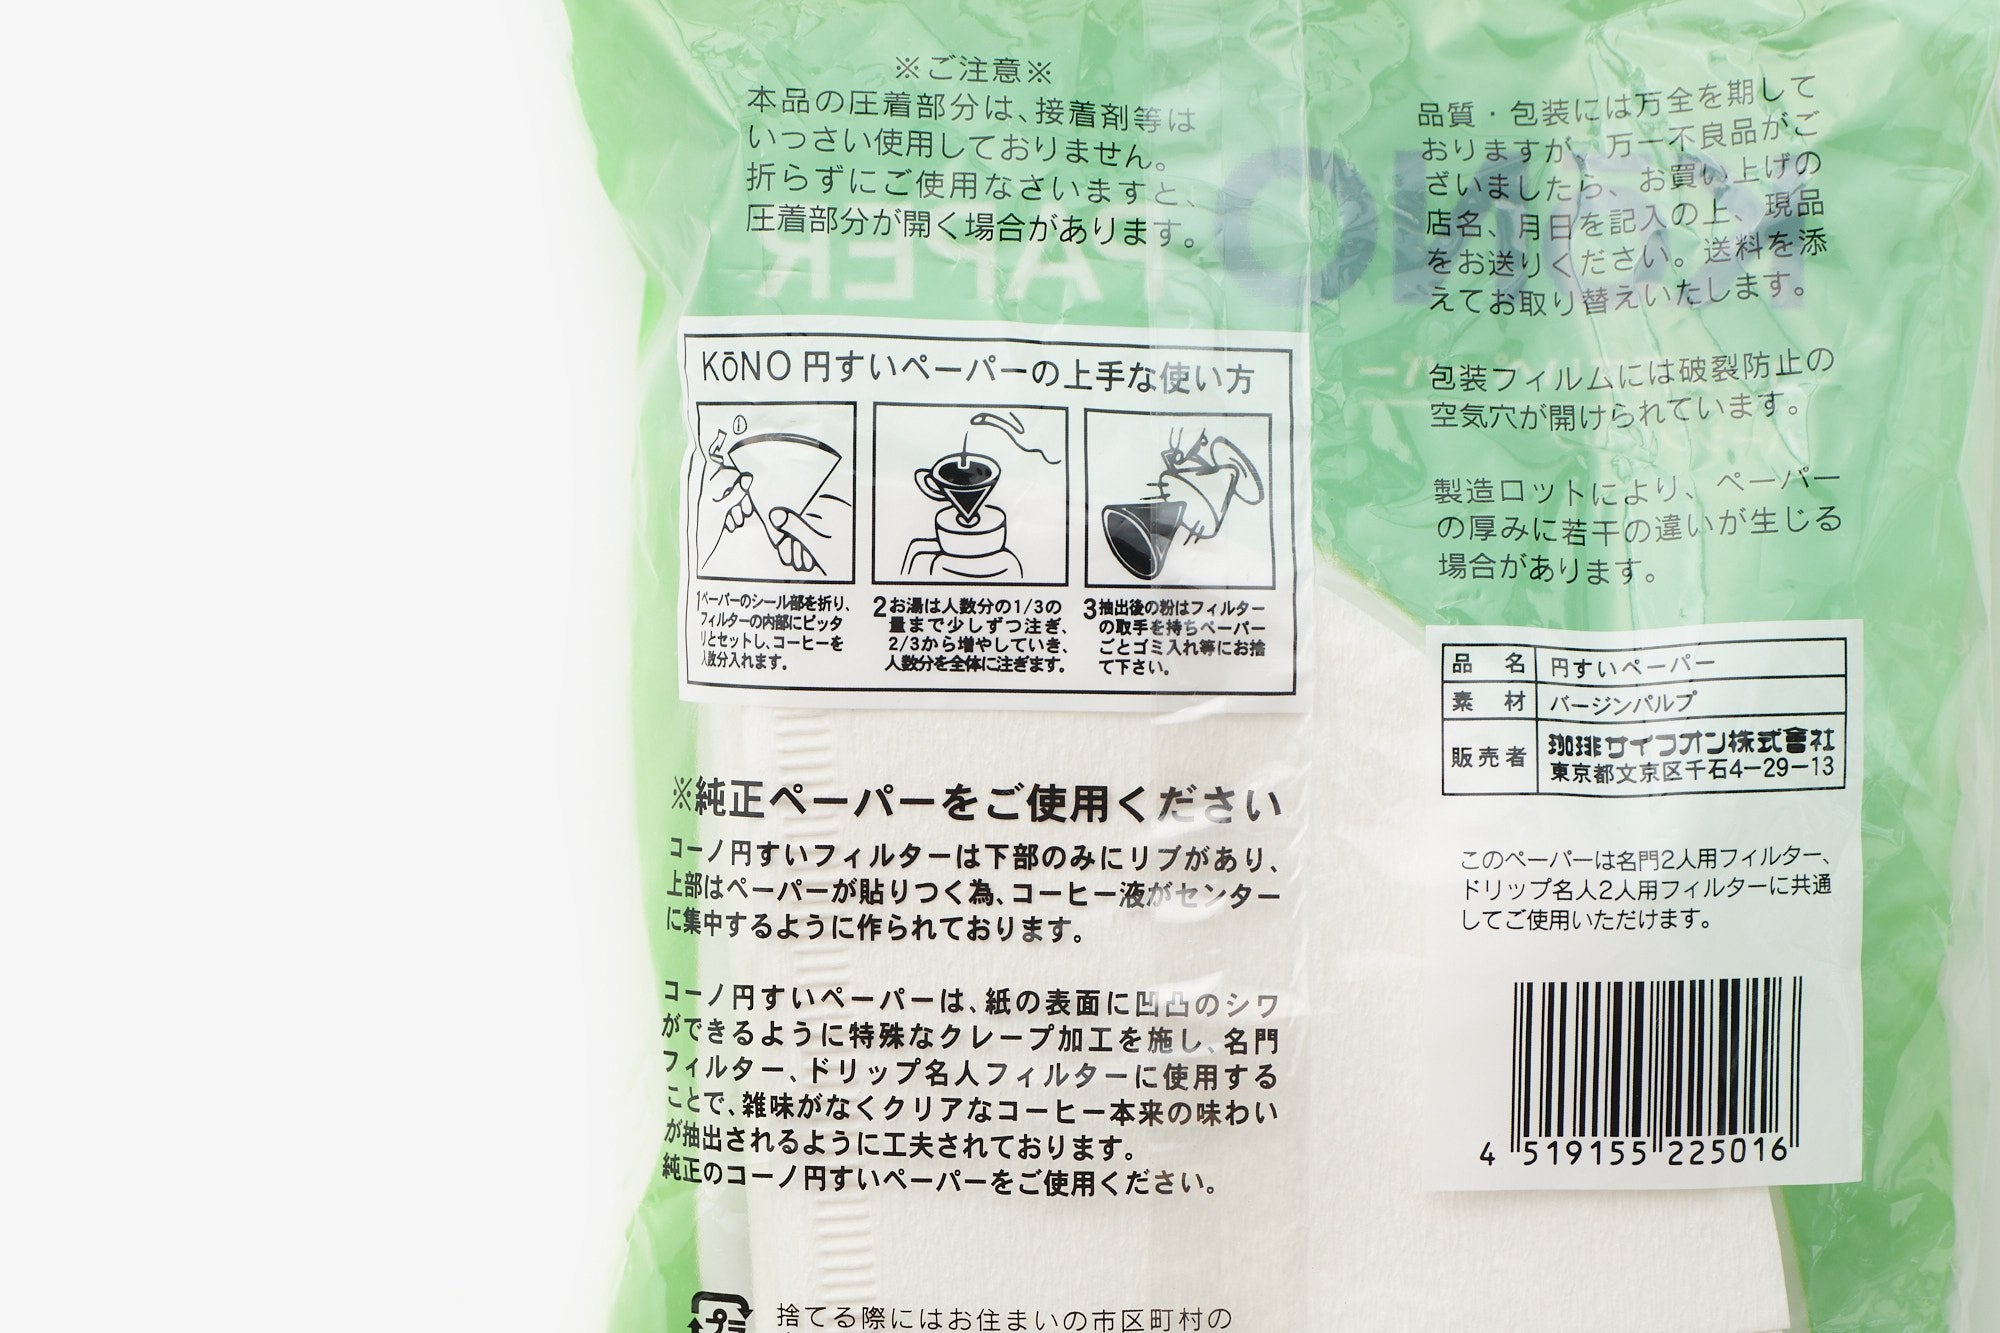 ※ご注意※
本品の圧着部分は、接着剤等は
いっさい使用しておりません。
折らずにご使用なさいますと、
圧着部分が開く場合があります。
KŌNO
PAPER
品質・包装には万全を期して
おりますが、万一不良品がご
ざいましたら、お買い上げの
店名、月日を記入の上、現品
をお送りください。送料を添
えてお取り替えいたします。
包装フィルムには破裂防止の
空気穴が開けられています。
製造ロットにより、ペーパー
の厚みに若干の違いが生じる
場合があります。
KōNO 円すいペーパーの上手な使い方
①
1 ペーパーのシール部を折り、
フィルターの内部にピッタ
リとセットし、コーヒーを
人数分入れます。
2 お湯は人数分の1/3の
量まで少しずつ注ぎ、
2/3から増やしていき、
人数分を全体に注ぎます。
3 抽出後の粉はフィルター
の取手を持ちペーパー
ごとゴミ入れ等にお捨
て下さい。
品名 円すいペーパー
素材 バージンパルプ
販売者 珈琲サイフオン株式會社
東京都文京区千石4-29-13
このペーパーは名門2人用フィルター、
ドリップ名人2人用フィルターに共通
してご使用いただけます。
4 519155 225016
※純正ペーパーをご使用ください
コーノ円すいフィルターは下部のみにリブがあり、
上部はペーパーが貼りつく為、コーヒー液がセンター
に集中するように作られております。
コーノ円すいペーパーは、紙の表面に凹凸のシワ
ができるように特殊なクレープ加工を施し、名門
フィルター、ドリップ名人フィルターに使用する
ことで、雑味がなくクリアなコーヒー本来の味わい
が抽出されるように工夫されております。
純正のコーノ円すいペーパーをご使用ください。
プラ
捨てる際にはお住まいの市区町村の